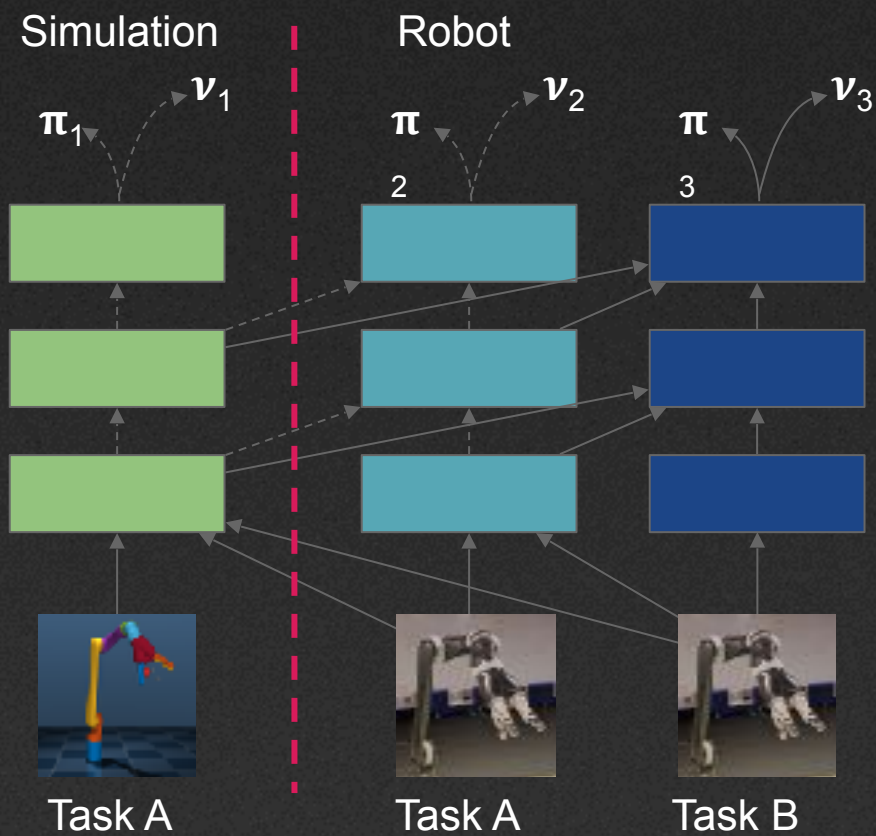 Simulation Robot
π₁ ν₁ π ν₂ π ν₃
2 3
Task A Task A Task B